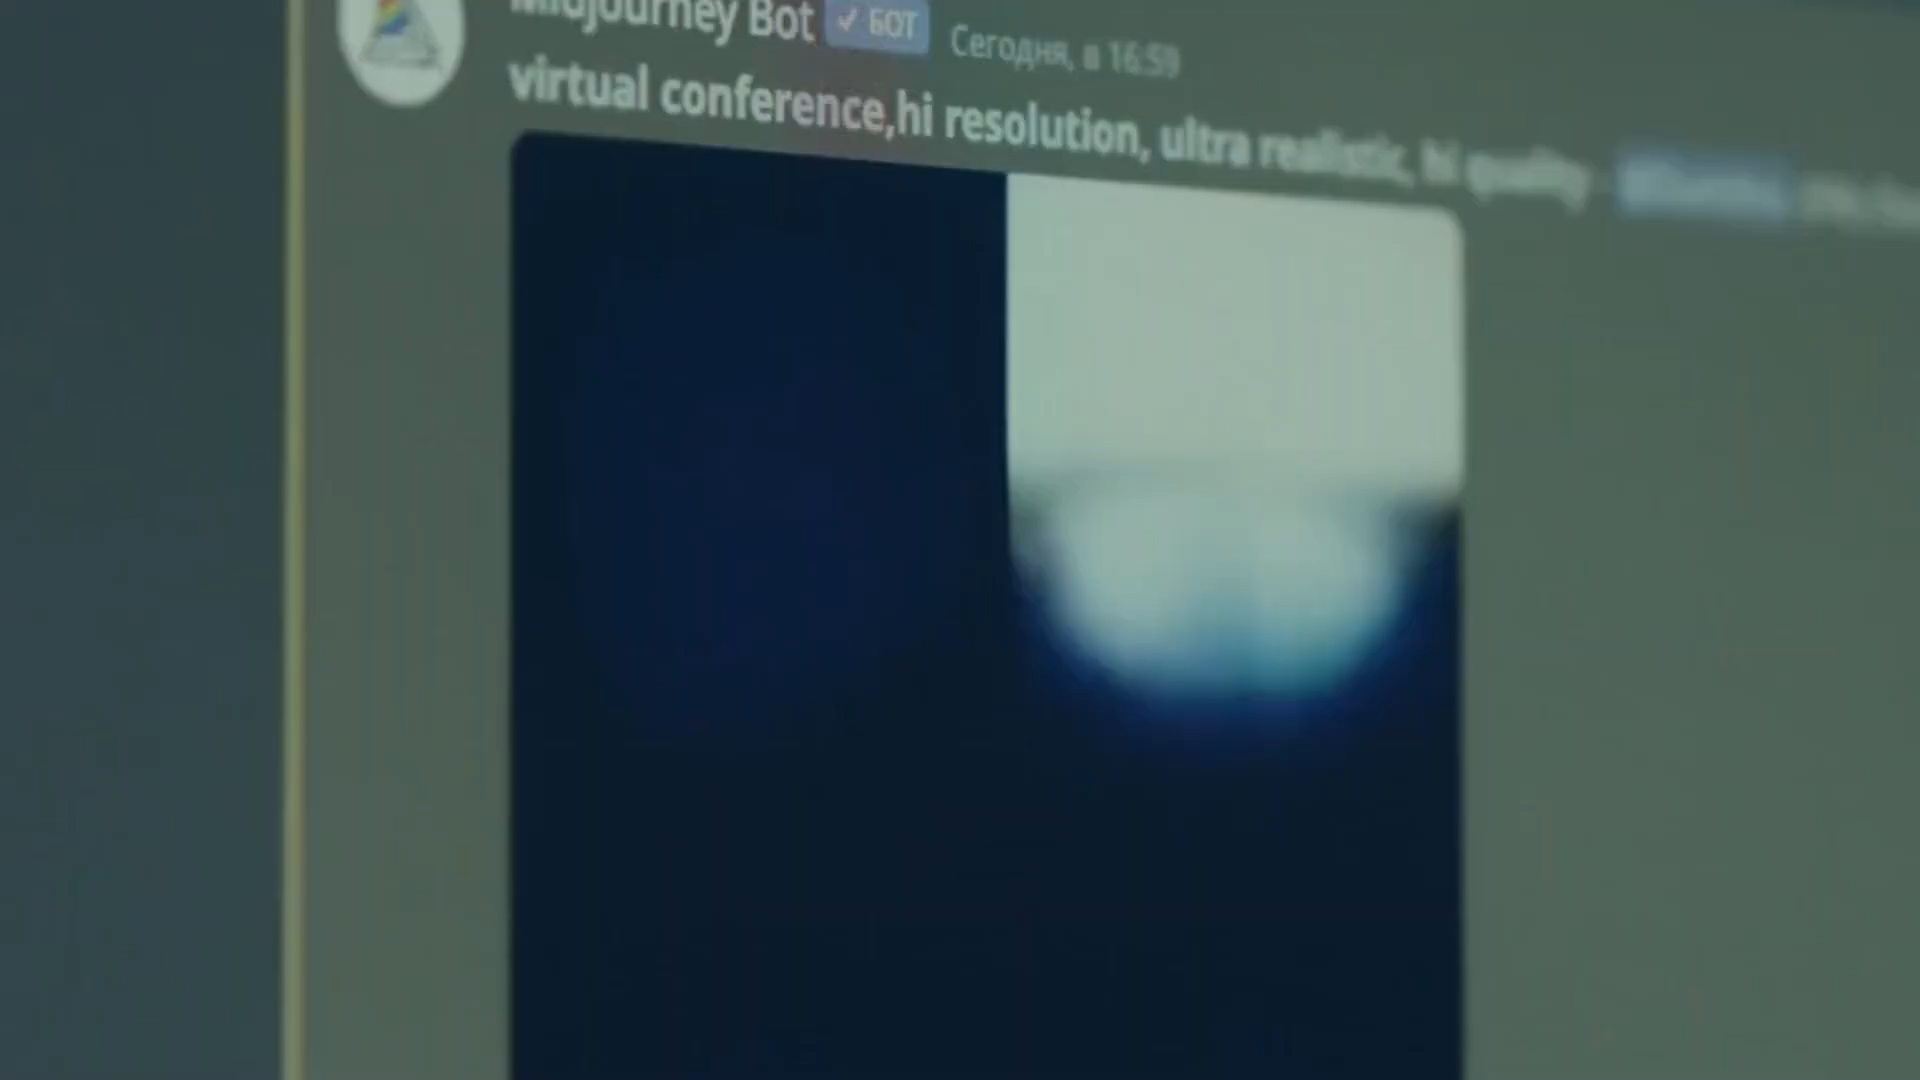 Midjourney Bot ✓ БОТ Сегодня, в 16:59
virtual conference,hi resolution, ultra realistic, hi quality